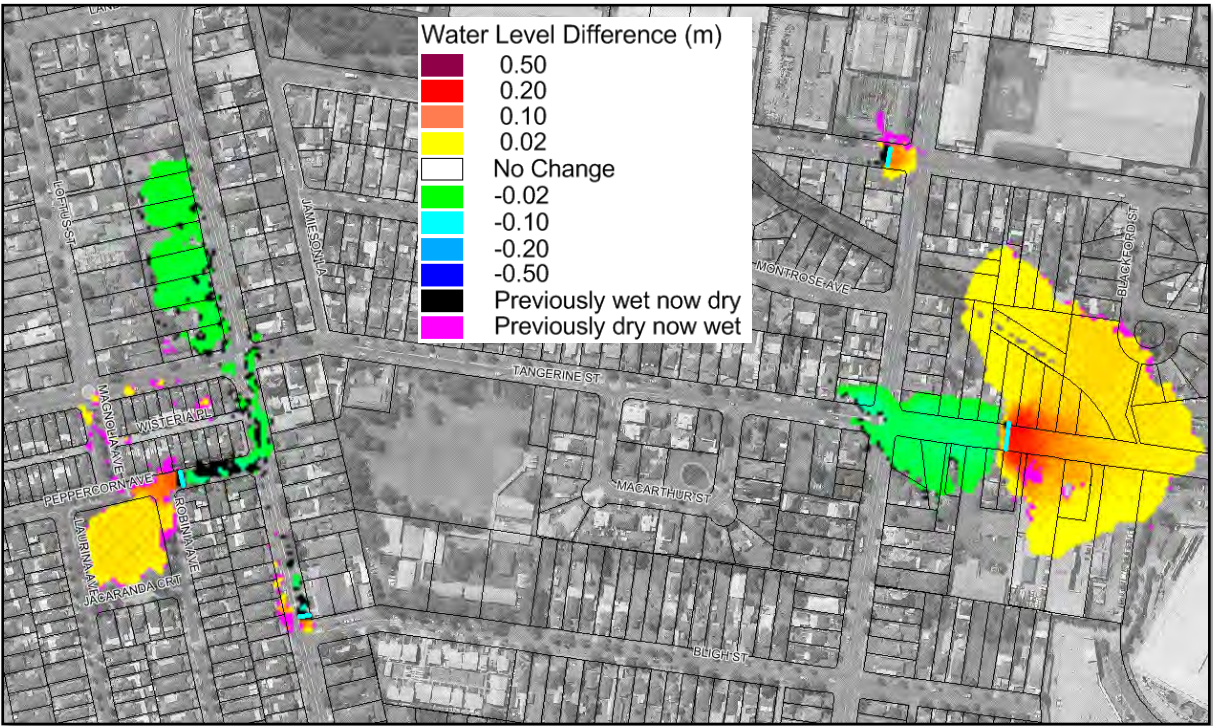 LAND
Water Level Difference (m)
0.50
0.20
0.10
0.02
No Change
-0.02
-0.10
-0.20
-0.50
Previously wet now dry
Previously dry now wet
LOFTUS ST
JAMIESON LA
BLACKFORD ST
MONTROSE AVE
TANGERINE ST
MAGNOLIA AVE
WISTERIA PL
PEPPERCORN AVE
MACARTHUR ST
ROBINA AVE
LAURINA AVE
JACARANDA CRT
BLIGH ST